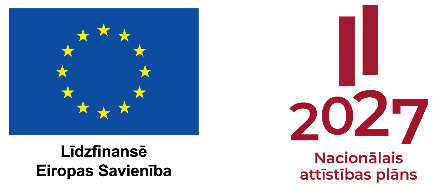 Līdzfinansē
Eiropas Savienība
2027
Nacionālais
attīstības plāns